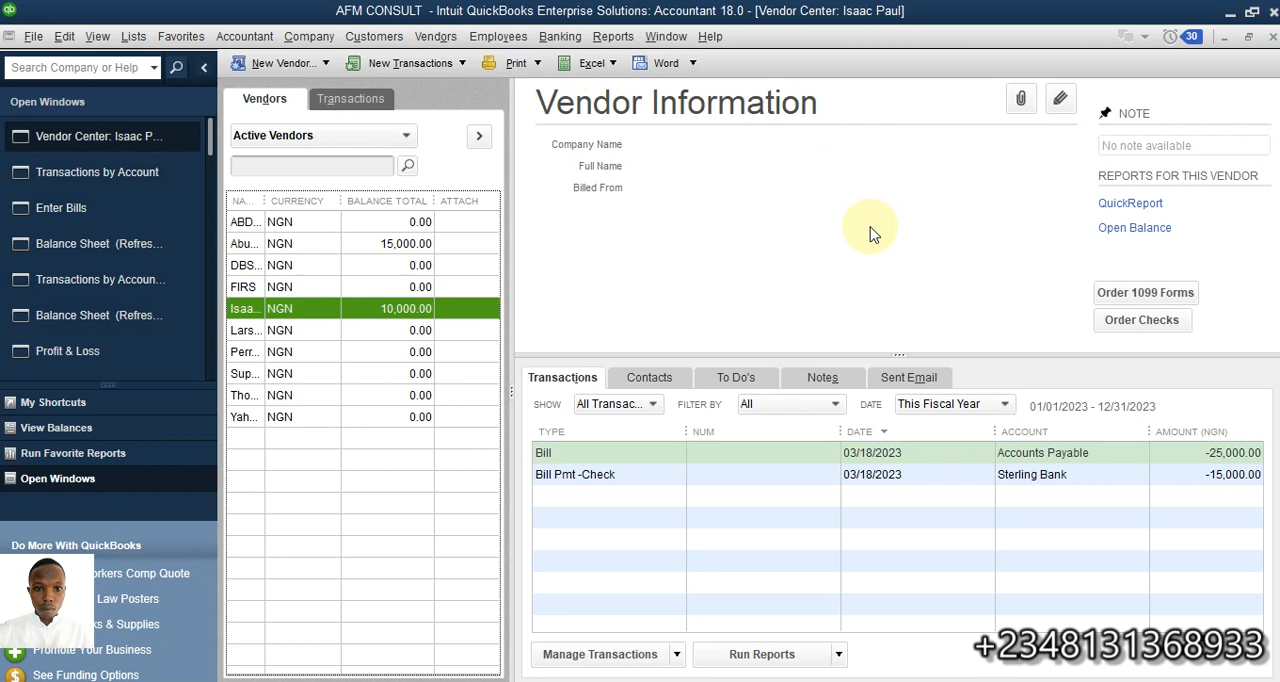 AFM CONSULT - Intuit QuickBooks Enterprise Solutions: Accountant 18.0 - [Vendor Center: Isaac Paul]
File Edit View Lists Favorites Accountant Company Customers Vendors Employees Banking Reports Window Help 30
Search Company or Help
New Vendor... New Transactions Print Excel Word
Open Windows
Vendor Center: Isaac P...
Transactions by Account
Enter Bills
Balance Sheet (Refres...
Transactions by Accoun...
Balance Sheet (Refres...
Profit & Loss
My Shortcuts
View Balances
Run Favorite Reports
Open Windows
Do More With QuickBooks
orkers Comp Quote
Law Posters
ks & Supplies
Promote Your Business
See Funding Options
Vendors Transactions
Active Vendors
NA... CURRENCY BALANCE TOTAL ATTACH
ABD... NGN 0.00
Abu... NGN 15,000.00
DBS... NGN 0.00
FIRS NGN 0.00
Isaa... NGN 10,000.00
Lars... NGN 0.00
Perr... NGN 0.00
Sup... NGN 0.00
Tho... NGN 0.00
Yah... NGN 0.00
Vendor Information
Company Name
Full Name
Billed From
NOTE
No note available
REPORTS FOR THIS VENDOR
QuickReport
Open Balance
Order 1099 Forms
Order Checks
Transactions Contacts To Do's Notes Sent Email
SHOW All Transac... FILTER BY All DATE This Fiscal Year 01/01/2023 - 12/31/2023
TYPE NUM DATE ACCOUNT AMOUNT (NGN)
Bill 03/18/2023 Accounts Payable -25,000.00
Bill Pmt -Check 03/18/2023 Sterling Bank -15,000.00
Manage Transactions Run Reports
+2348131368933